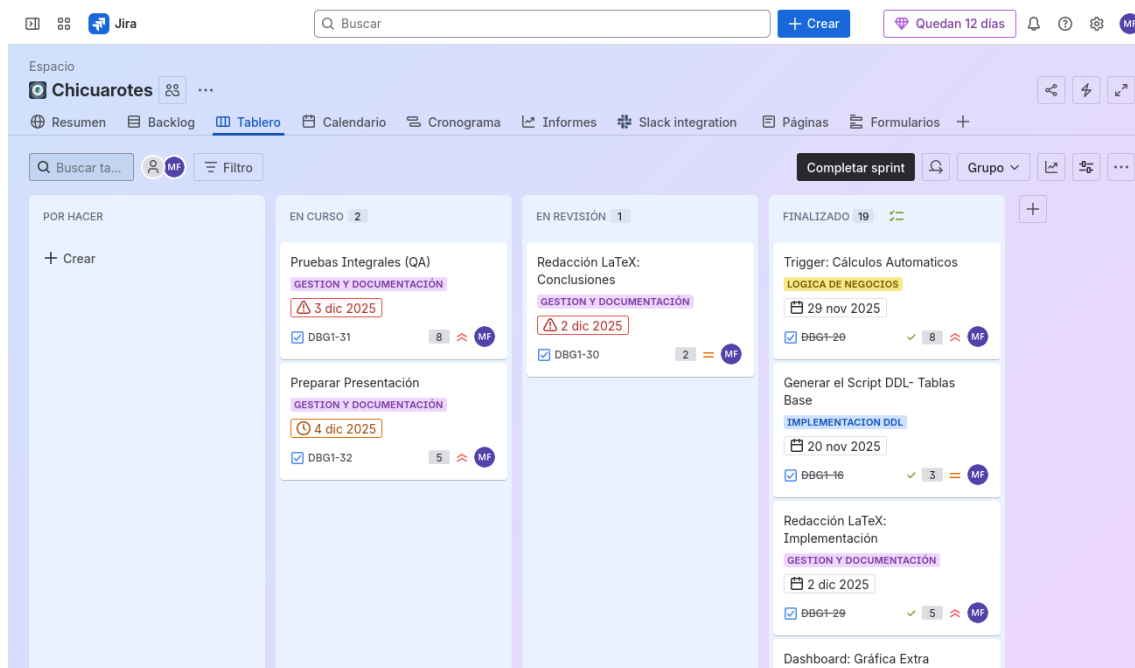 Jira
Buscar
Crear
Quedan 12 días
MF
Espacio
Chicuarotes
Resumen
Backlog
Tablero
Calendario
Cronograma
Informes
Slack integration
Páginas
Formularios
Buscar ta...
MF
Filtro
Completar sprint
Grupo
POR HACER
Crear
EN CURSO 2
Pruebas Integrales (QA)
GESTION Y DOCUMENTACIÓN
3 dic 2025
DBG1-31 8 MF
Preparar Presentación
GESTION Y DOCUMENTACIÓN
4 dic 2025
DBG1-32 5 MF
EN REVISIÓN 1
Redacción LaTeX:
Conclusiones
GESTION Y DOCUMENTACIÓN
2 dic 2025
DBG1-30 2 MF
FINALIZADO 19
Trigger: Cálculos Automaticos
LOGICA DE NEGOCIOS
29 nov 2025
DBG1-20 8 MF
Generar el Script DDL- Tablas
Base
IMPLEMENTACION DDL
20 nov 2025
DBG1-16 3 MF
Redacción LaTeX:
Implementación
GESTION Y DOCUMENTACIÓN
2 dic 2025
DBG1-29 5 MF
Dashboard: Gráfica Extra